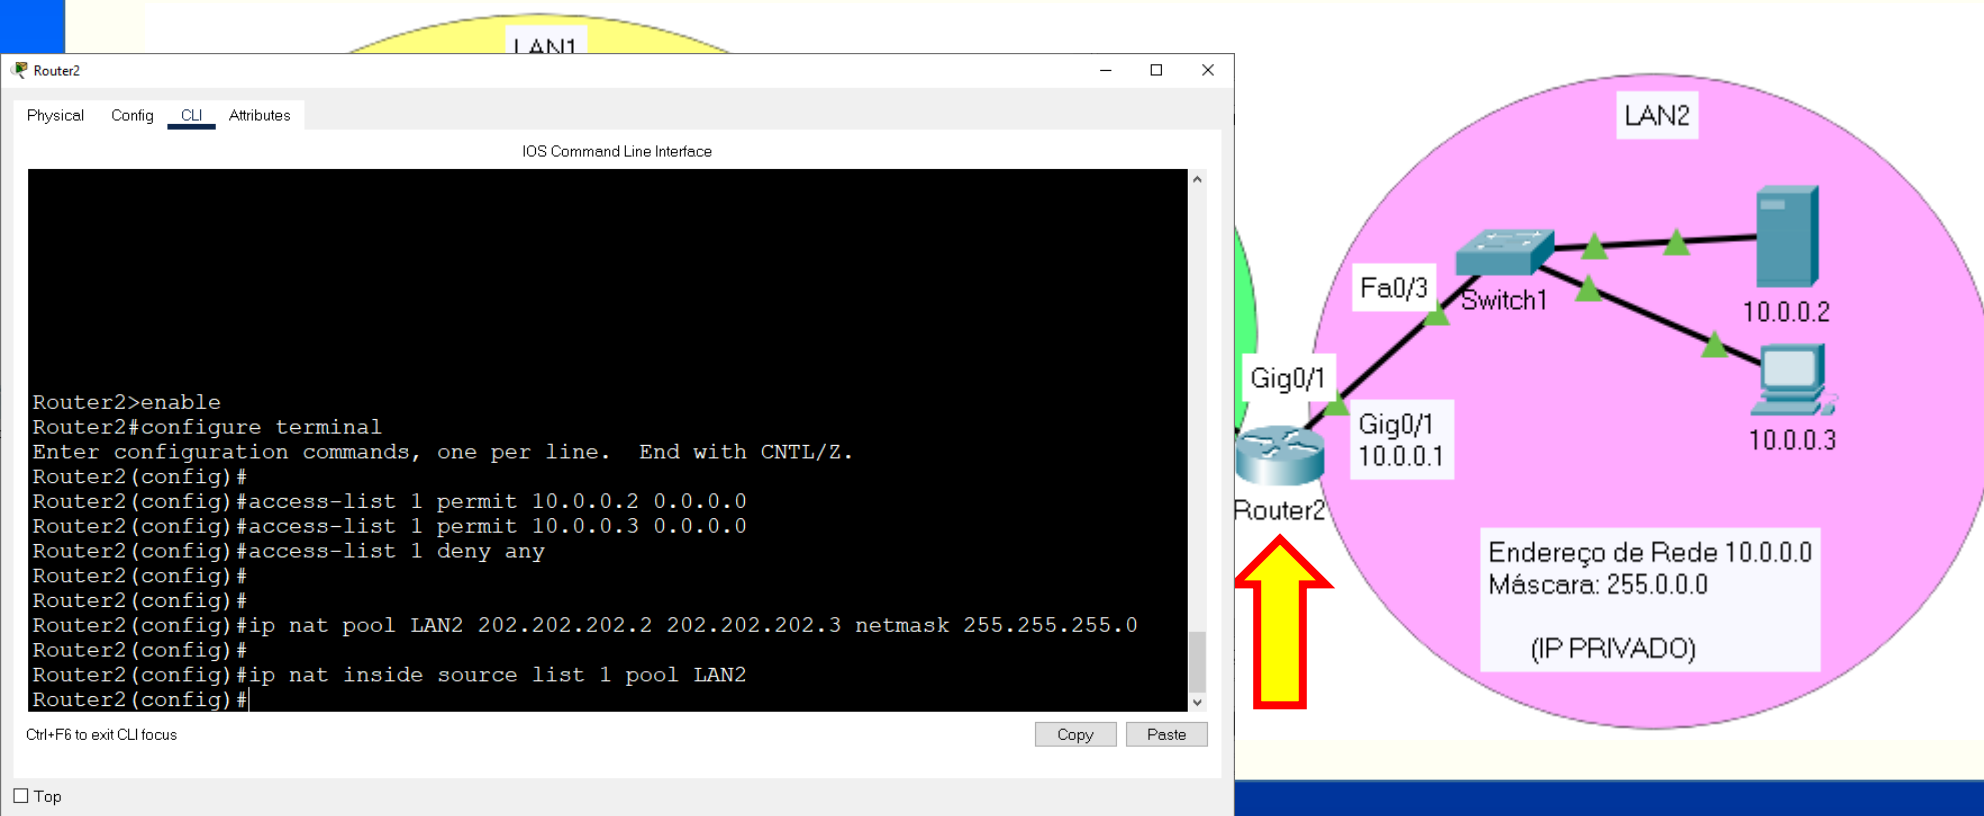 LAN1
Router2
Physical Config CLI Attributes
IOS Command Line Interface
Router2>enable
Router2#configure terminal
Enter configuration commands, one per line.  End with CNTL/Z.
Router2(config)#
Router2(config)#access-list 1 permit 10.0.0.2 0.0.0.0
Router2(config)#access-list 1 permit 10.0.0.3 0.0.0.0
Router2(config)#access-list 1 deny any
Router2(config)#
Router2(config)#
Router2(config)#ip nat pool LAN2 202.202.202.2 202.202.202.3 netmask 255.255.255.0
Router2(config)#
Router2(config)#ip nat inside source list 1 pool LAN2
Router2(config)#
Ctrl+F6 to exit CLI focus
Copy
Paste
Top
LAN2
Fa0/3
Switch1
10.0.0.2
Gig0/1
10.0.0.3
Gig0/1
10.0.0.1
Router2
Endereço de Rede 10.0.0.0
Máscara: 255.0.0.0
(IP PRIVADO)